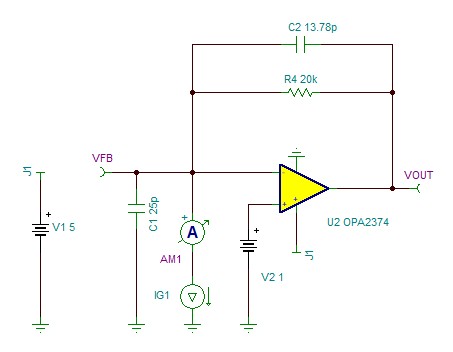 C2 13.78p
R4 20k
VFB
J1
VOUT
C1 25p
U2 OPA2374
V1 5
A
AM1
V2 1
J1
IG1